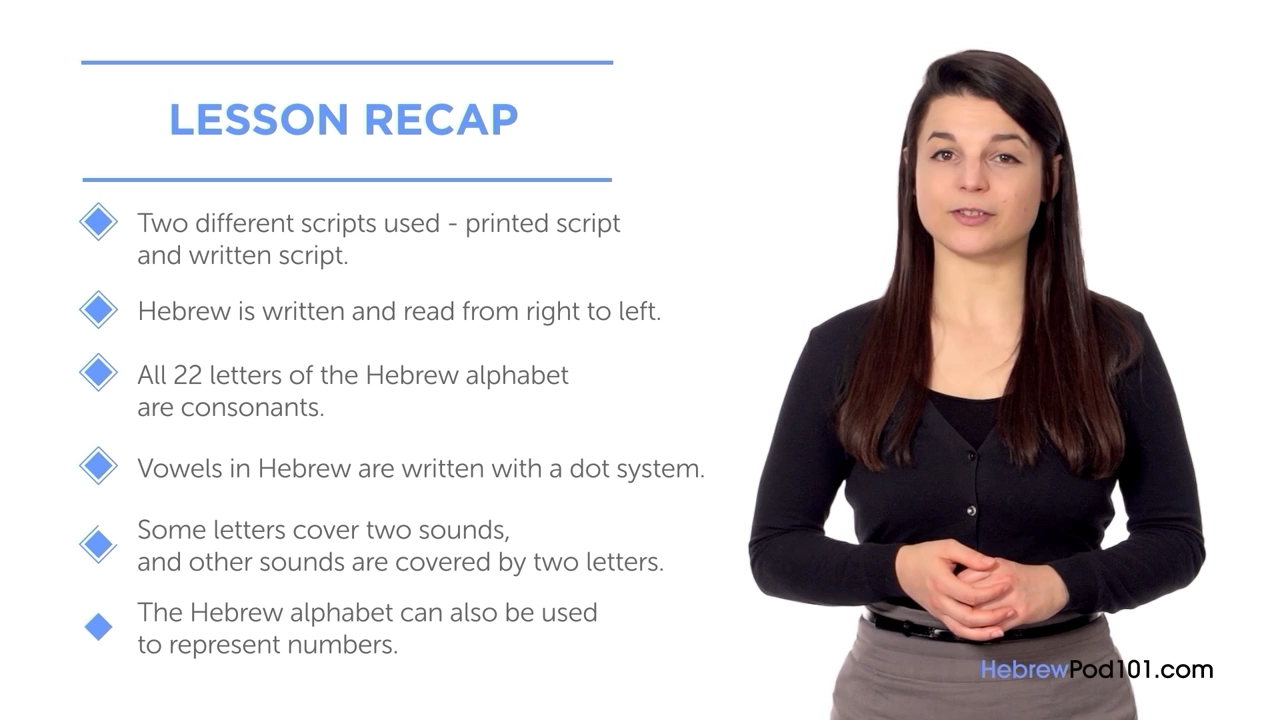 LESSON RECAP
Two different scripts used - printed script
and written script.
Hebrew is written and read from right to left.
All 22 letters of the Hebrew alphabet
are consonants.
Vowels in Hebrew are written with a dot system.
Some letters cover two sounds,
and other sounds are covered by two letters.
The Hebrew alphabet can also be used
to represent numbers.
HebrewPod101.com